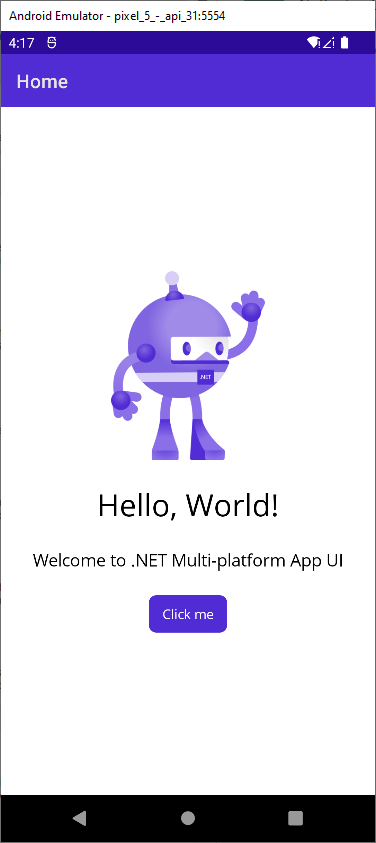 Android Emulator - pixel_5_-_api_31:5554
4:17
Home
.NET
Hello, World!
Welcome to .NET Multi-platform App UI
Click me